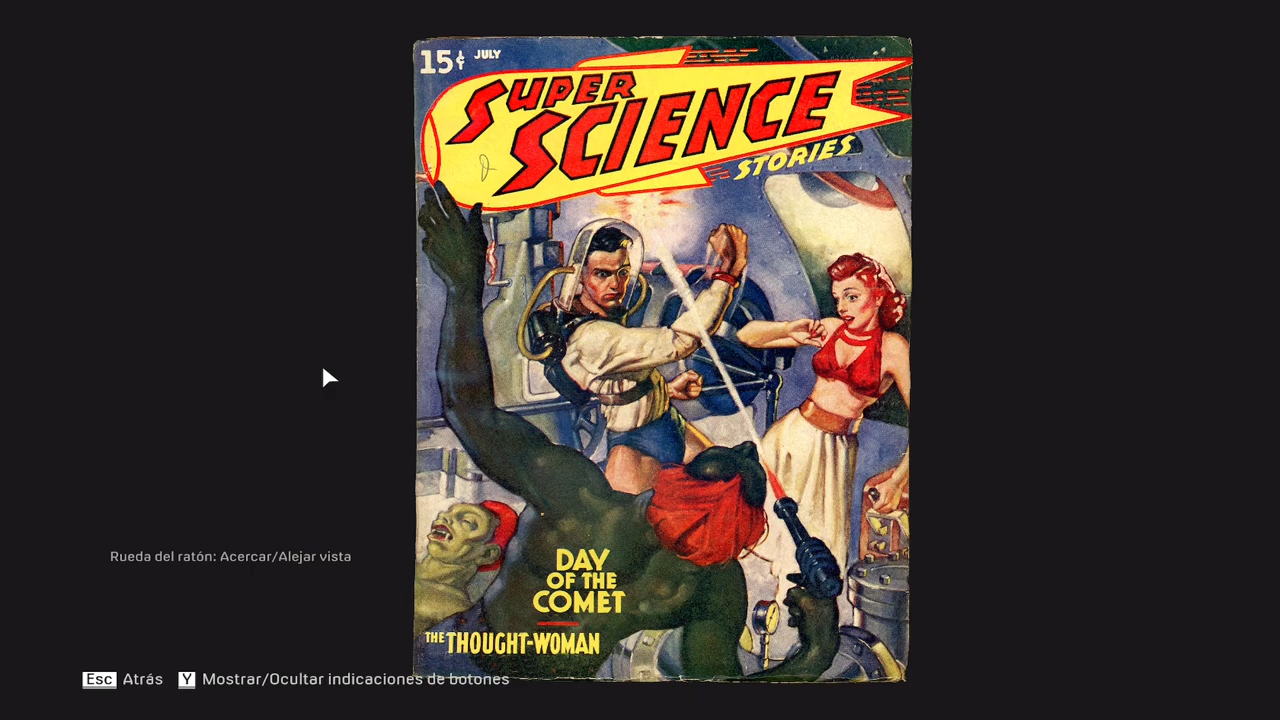 15¢ JULY
SUPER
SCIENCE
STORIES
DAY
OF THE
COMET
THE THOUGHT-WOMAN
Rueda del ratón: Acercar/Alejar vista
Esc Atrás Y Mostrar/Ocultar indicaciones de botones